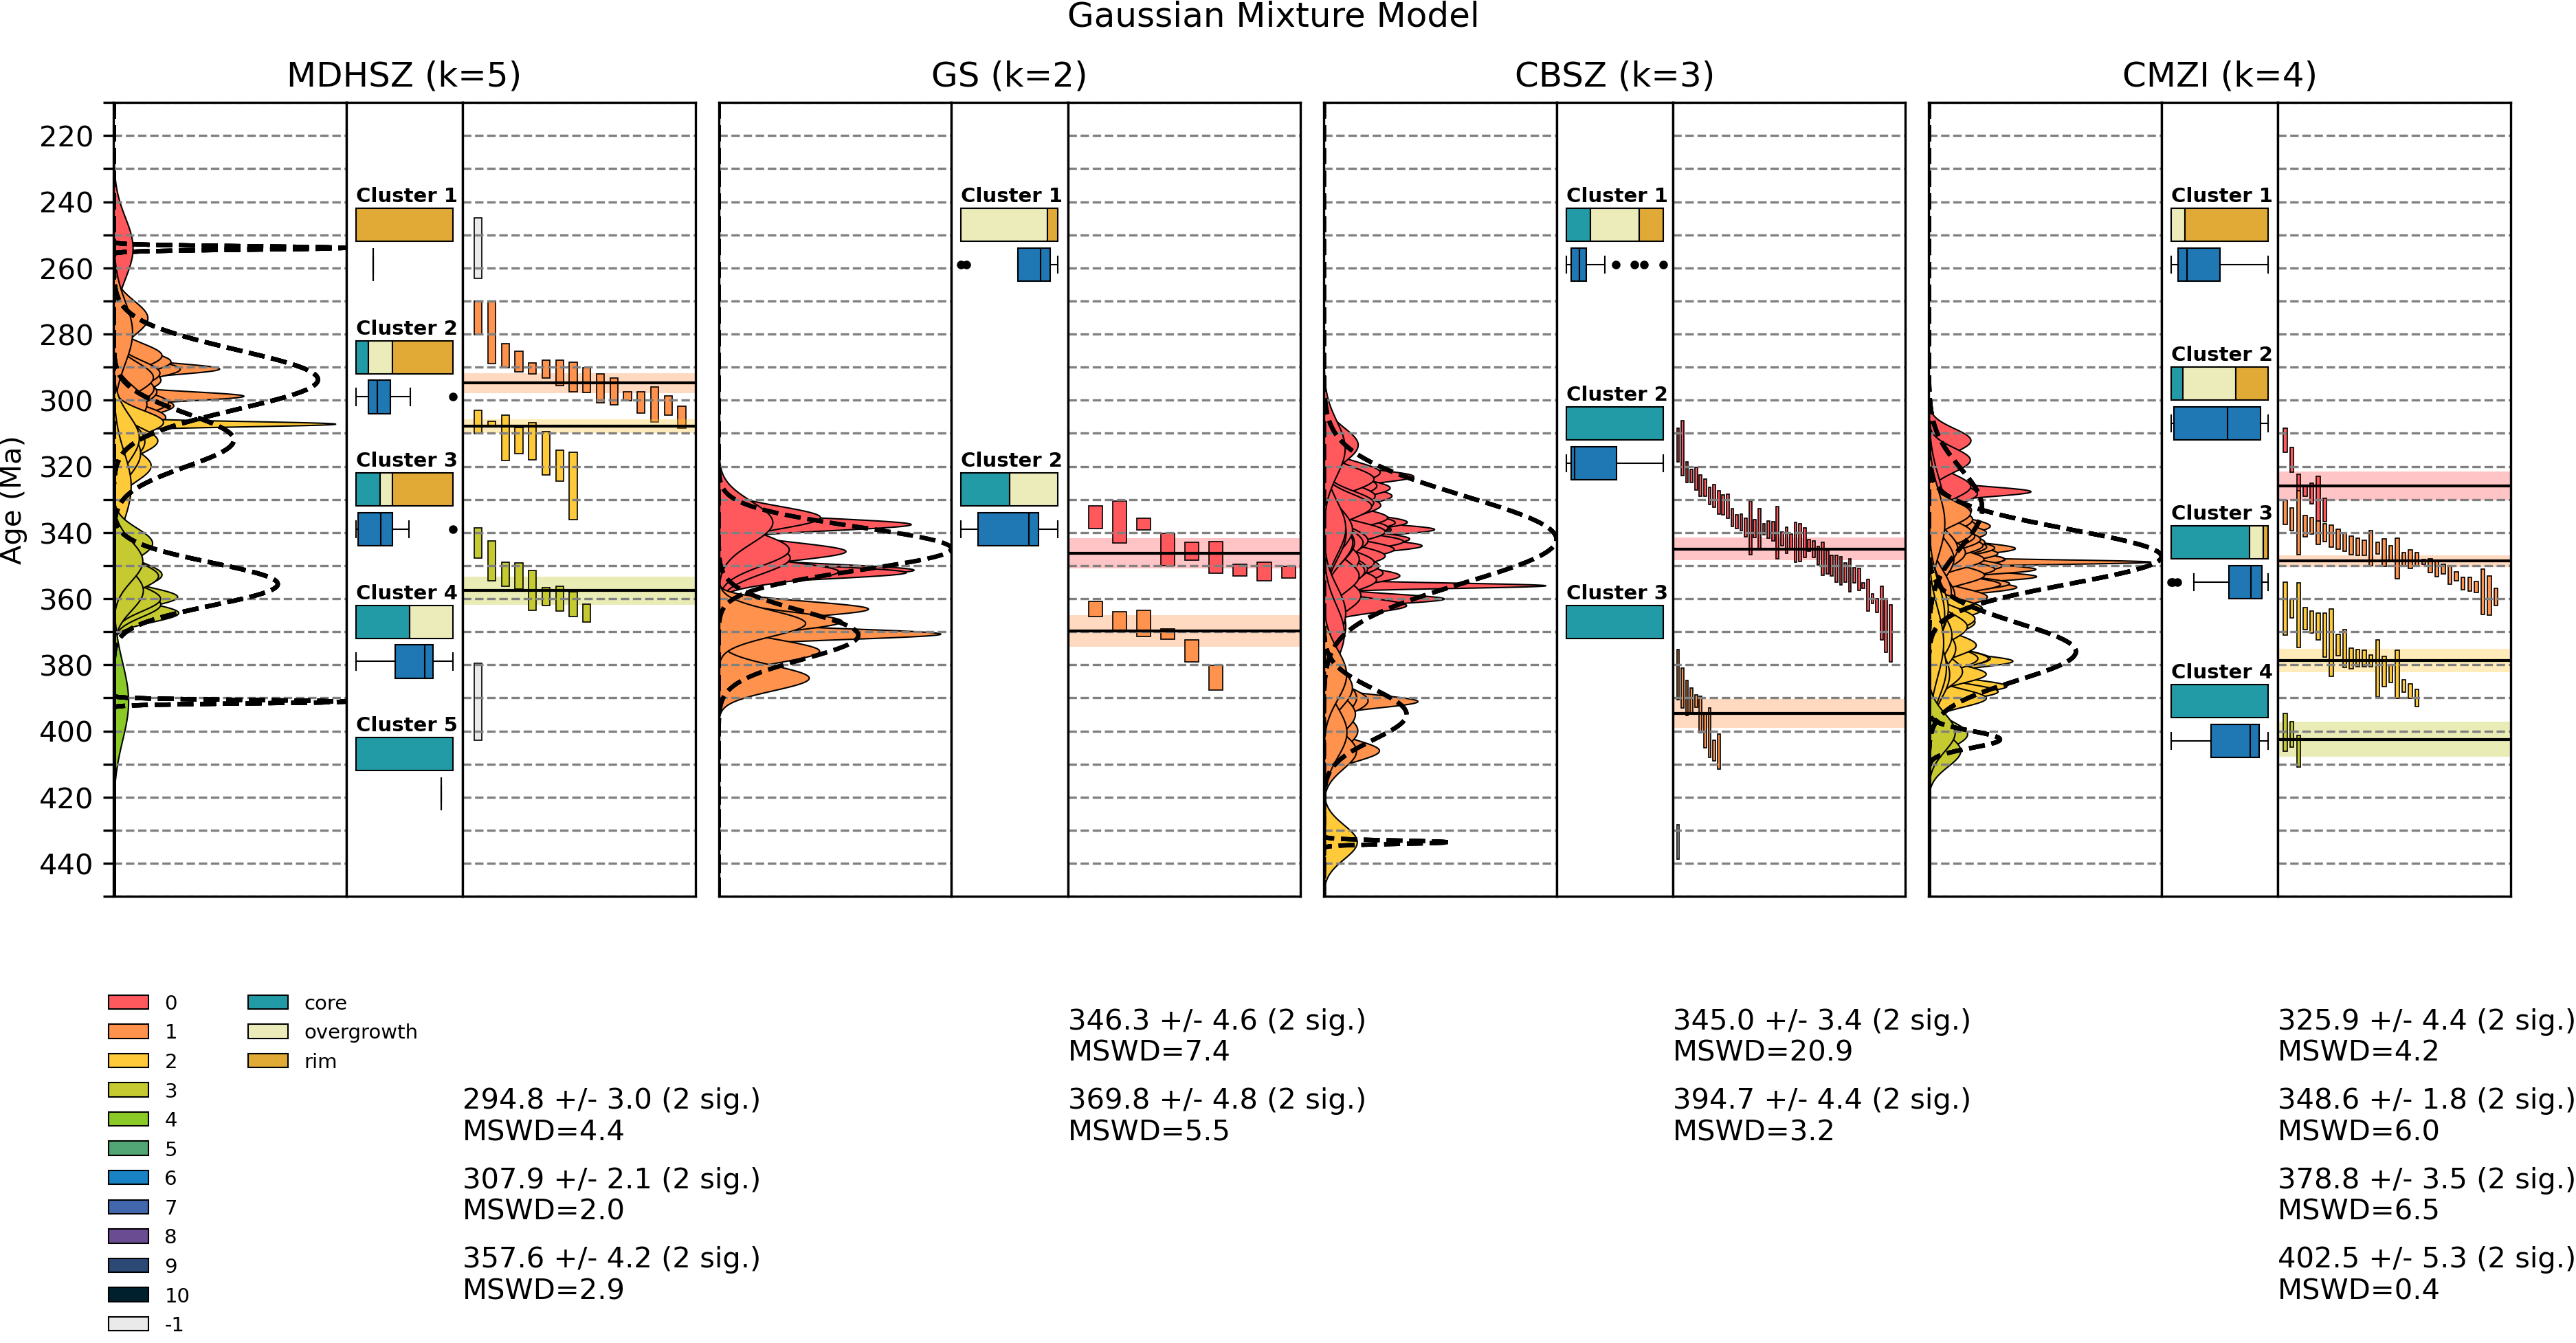 Gaussian Mixture Model
MDHSZ (k=5)
GS (k=2)
CBSZ (k=3)
CMZI (k=4)
Age (Ma)
220
240
260
280
300
320
340
360
380
400
420
440
Cluster 1
Cluster 2
Cluster 3
Cluster 4
Cluster 5
Cluster 1
Cluster 2
Cluster 1
Cluster 2
Cluster 3
Cluster 1
Cluster 2
Cluster 3
Cluster 4
0
1
2
3
4
5
6
7
8
9
10
-1
core
overgrowth
rim
294.8 +/- 3.0 (2 sig.)
MSWD=4.4
307.9 +/- 2.1 (2 sig.)
MSWD=2.0
357.6 +/- 4.2 (2 sig.)
MSWD=2.9
346.3 +/- 4.6 (2 sig.)
MSWD=7.4
369.8 +/- 4.8 (2 sig.)
MSWD=5.5
345.0 +/- 3.4 (2 sig.)
MSWD=20.9
394.7 +/- 4.4 (2 sig.)
MSWD=3.2
325.9 +/- 4.4 (2 sig.)
MSWD=4.2
348.6 +/- 1.8 (2 sig.)
MSWD=6.0
378.8 +/- 3.5 (2 sig.)
MSWD=6.5
402.5 +/- 5.3 (2 sig.)
MSWD=0.4